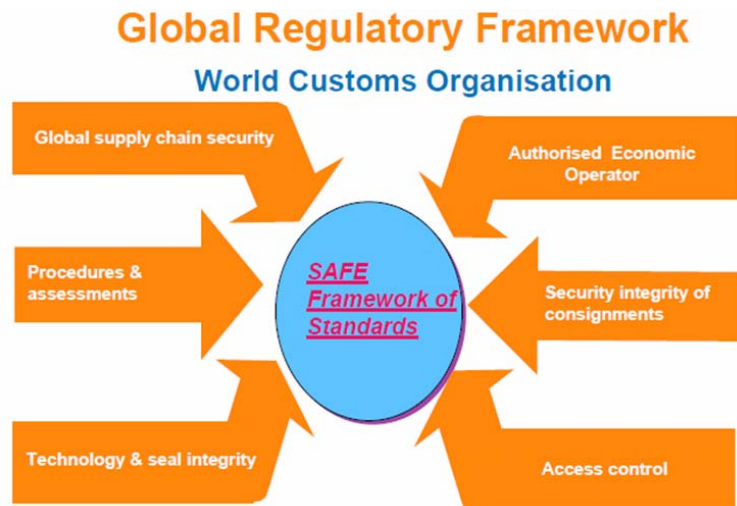 Global Regulatory Framework
World Customs Organisation
Global supply chain security
Authorised Economic
Operator
Procedures &
assessments
SAFE
Framework of
Standards
Security integrity of
consignments
Technology & seal integrity
Access control